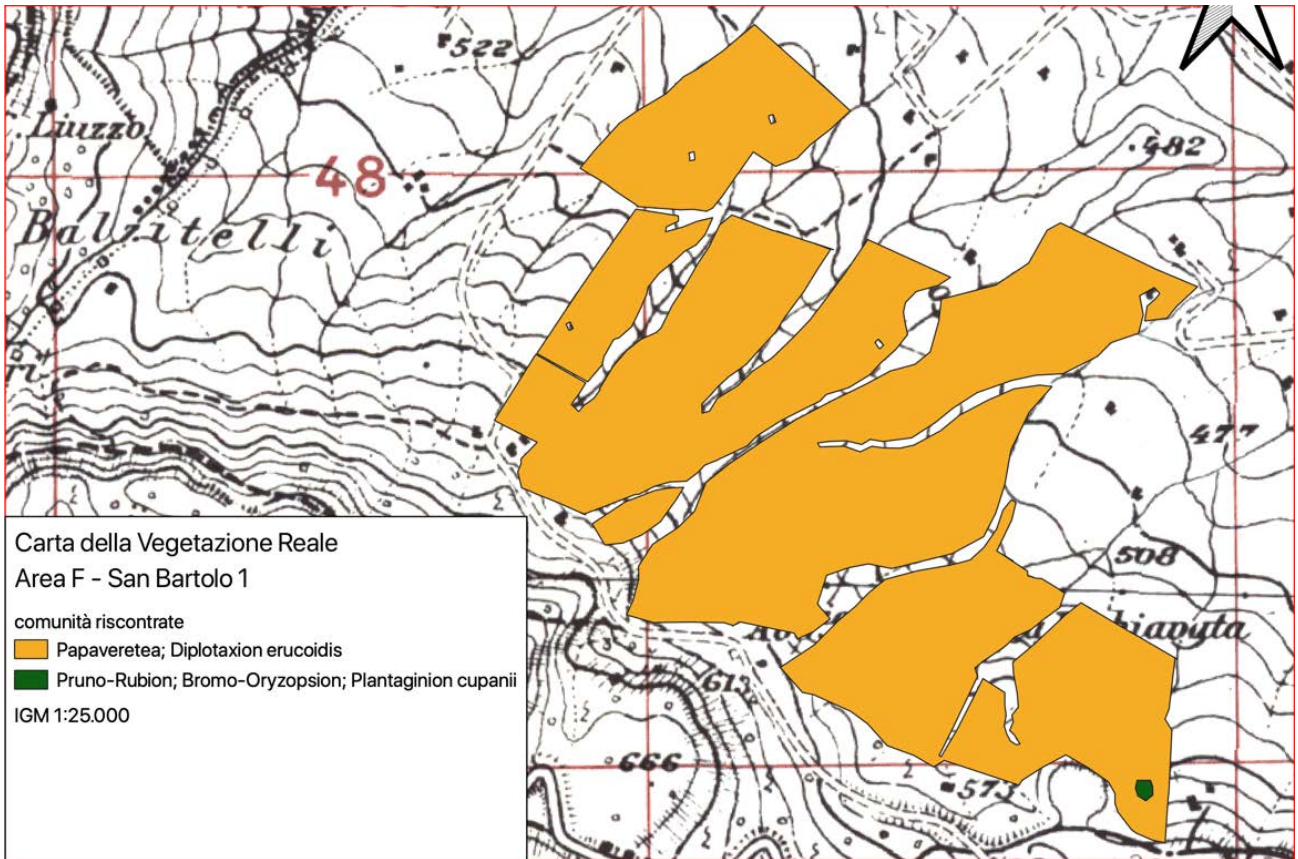 522
Liuzzo
482
48
Balzitelli
477
508
613
666
573
Carta della Vegetazione Reale
Area F - San Bartolo 1
comunità riscontrate
Papaveretea; Diplotaxion erucoidis
Pruno-Rubion; Bromo-Oryzopsion; Plantaginion cupanii
IGM 1:25.000